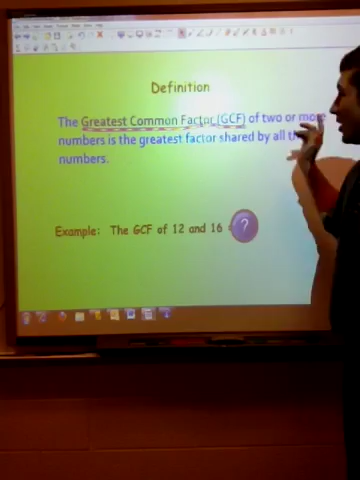 Definition
The Greatest Common Factor (GCF) of two or more
numbers is the greatest factor shared by all the
numbers.
Example: The GCF of 12 and 16 ?